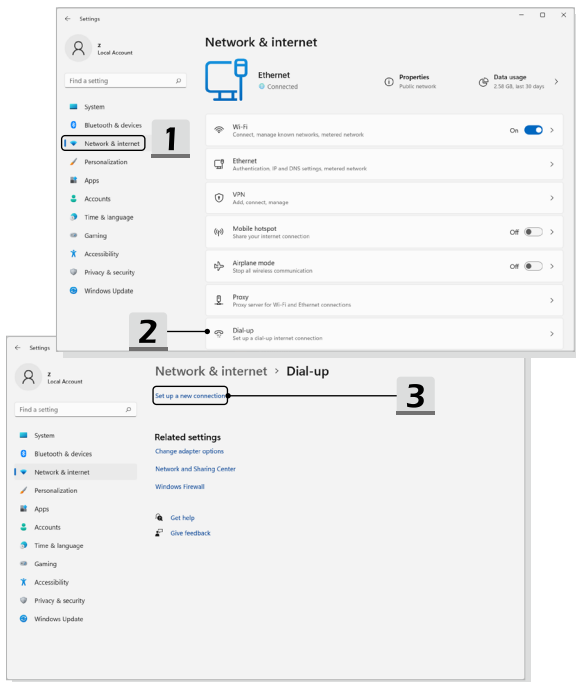 Settings
z
Local Account
Find a setting
System
Bluetooth & devices
Network & internet
Personalization
Apps
Accounts
Time & language
Gaming
Accessibility
Privacy & security
Windows Update
1
Network & internet
Ethernet
Connected
Properties
Public network
Data usage
2.58 GB, last 30 days
Wi-Fi
Connect, manage known networks, metered network
On
Ethernet
Authentication, IP and DNS settings, metered network
VPN
Add, connect, manage
Mobile hotspot
Share your internet connection
Off
Airplane mode
Stop all wireless communication
Off
Proxy
Proxy server for Wi-Fi and Ethernet connections
2
Dial-up
Set up a dial-up internet connection
Settings
z
Local Account
Find a setting
System
Bluetooth & devices
Network & internet
Personalization
Apps
Accounts
Time & language
Gaming
Accessibility
Privacy & security
Windows Update
Network & internet > Dial-up
Set up a new connection
3
Related settings
Change adapter options
Network and Sharing Center
Windows Firewall
Get help
Give feedback